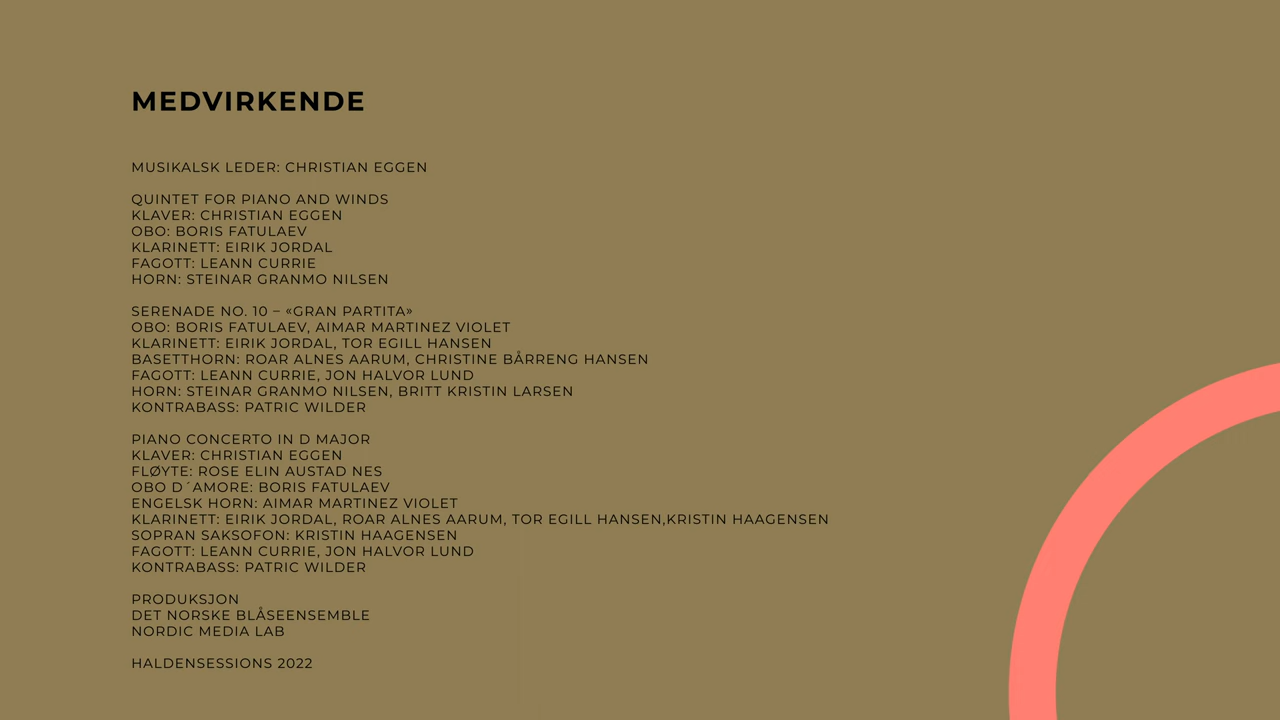 MEDVIRKENDE
MUSIKALSK LEDER: CHRISTIAN EGGEN
QUINTET FOR PIANO AND WINDS
KLAVER: CHRISTIAN EGGEN
OBO: BORIS FATULAEV
KLARINETT: EIRIK JORDAL
FAGOTT: LEANN CURRIE
HORN: STEINAR GRANMO NILSEN
SERENADE NO. 10 – «GRAN PARTITA»
OBO: BORIS FATULAEV, AIMAR MARTINEZ VIOLET
KLARINETT: EIRIK JORDAL, TOR EGILL HANSEN
BASETTHORN: ROAR ALNES AARUM, CHRISTINE BÅRRENG HANSEN
FAGOTT: LEANN CURRIE, JON HALVOR LUND
HORN: STEINAR GRANMO NILSEN, BRITT KRISTIN LARSEN
KONTRABASS: PATRIC WILDER
PIANO CONCERTO IN D MAJOR
KLAVER: CHRISTIAN EGGEN
FLØYTE: ROSE ELIN AUSTAD NES
OBO D´AMORE: BORIS FATULAEV
ENGELSK HORN: AIMAR MARTINEZ VIOLET
KLARINETT: EIRIK JORDAL, ROAR ALNES AARUM, TOR EGILL HANSEN,KRISTIN HAAGENSEN
SOPRAN SAKSOFON: KRISTIN HAAGENSEN
FAGOTT: LEANN CURRIE, JON HALVOR LUND
KONTRABASS: PATRIC WILDER
PRODUKSJON
DET NORSKE BLÅSEENSEMBLE
NORDIC MEDIA LAB
HALDENSESSIONS 2022